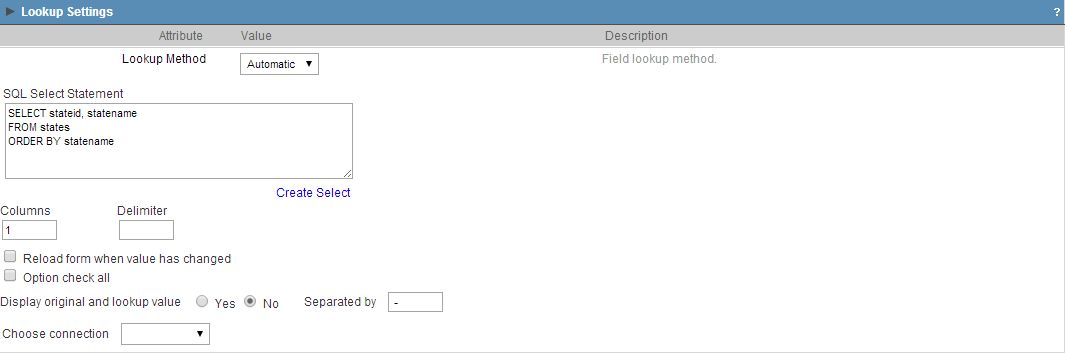 Lookup Settings ?
Attribute Value Description
Lookup Method Automatic Field lookup method.
SQL Select Statement
SELECT stateid, statename
FROM states
ORDER BY statename
Create Select
Columns Delimiter
1
Reload form when value has changed
Option check all
Display original and lookup value Yes No Separated by -
Choose connection